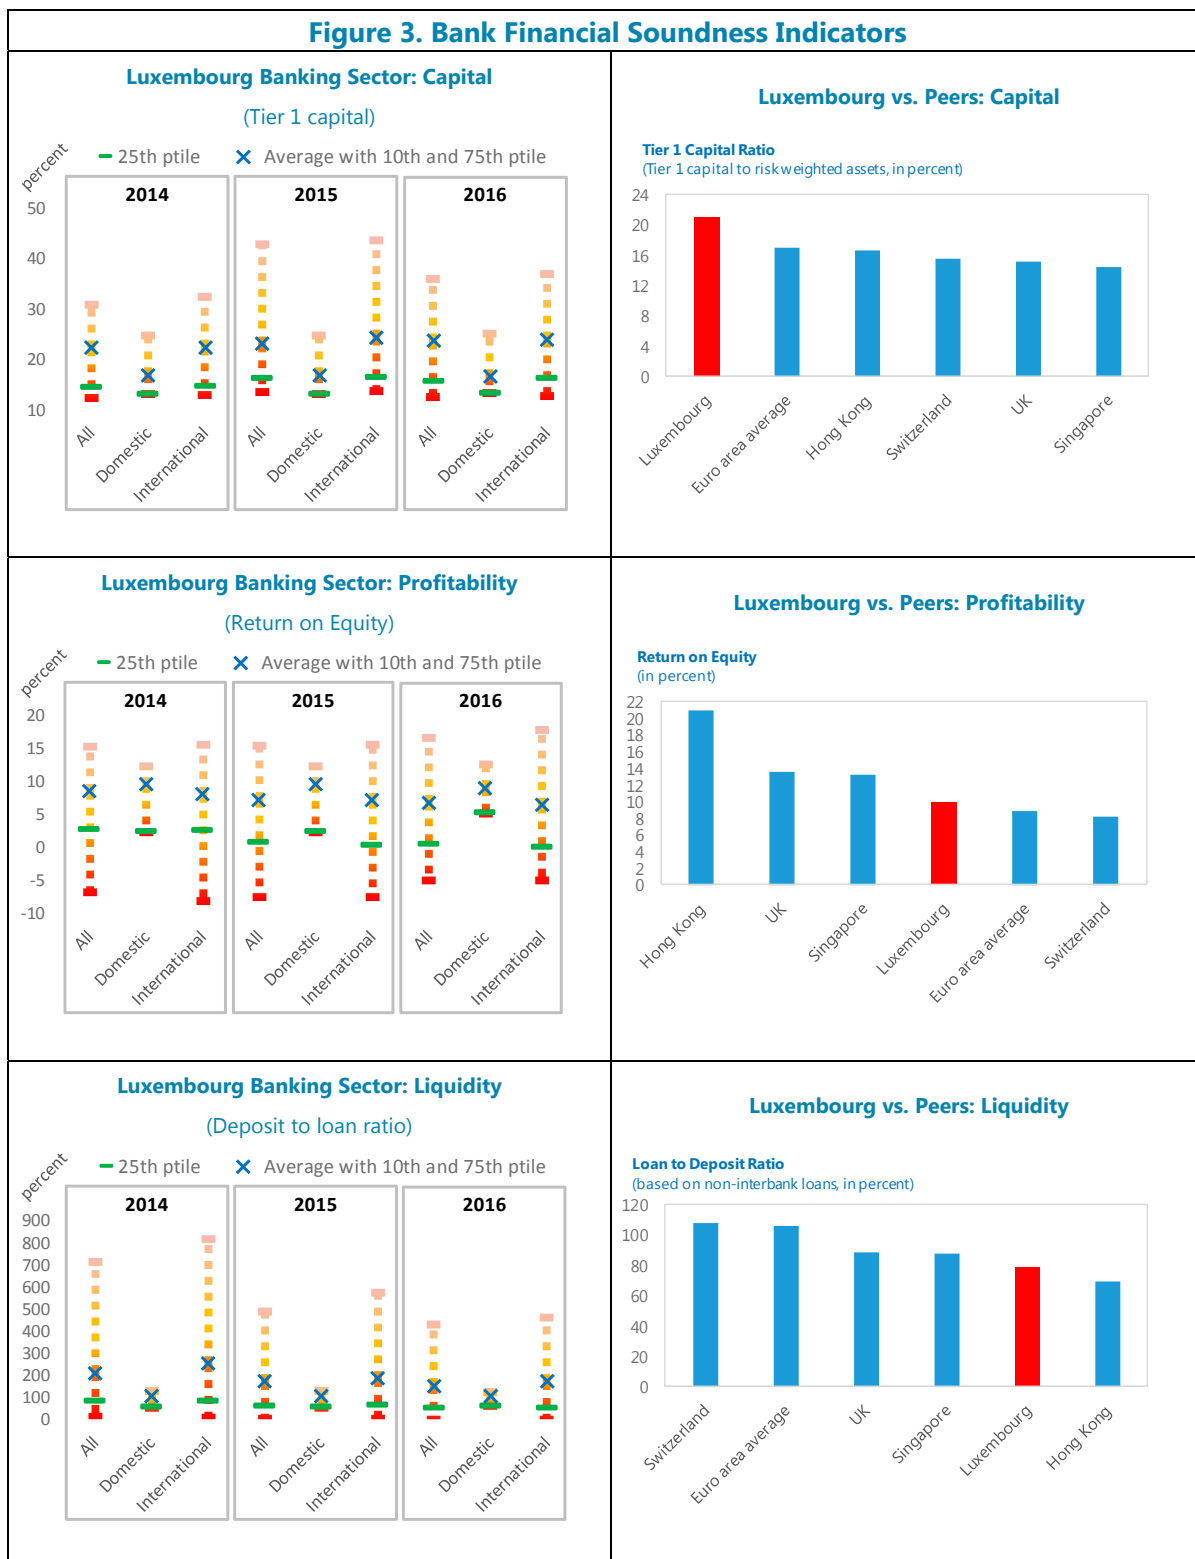 Figure 3. Bank Financial Soundness Indicators
Luxembourg Banking Sector: Capital
(Tier 1 capital)
percent
25th ptile
Average with 10th and 75th ptile
2014
2015
2016
50
40
30
20
10
All
Domestic
International
All
Domestic
International
All
Domestic
International
Luxembourg vs. Peers: Capital
Tier 1 Capital Ratio
(Tier 1 capital to risk weighted assets, in percent)
24
20
16
12
8
4
0
Luxembourg
Euro area average
Hong Kong
Switzerland
UK
Singapore
Luxembourg Banking Sector: Profitability
(Return on Equity)
percent
25th ptile
Average with 10th and 75th ptile
2014
2015
2016
20
15
10
5
0
-5
-10
All
Domestic
International
All
Domestic
International
All
Domestic
International
Luxembourg vs. Peers: Profitability
Return on Equity
(in percent)
22
20
18
16
14
12
10
8
6
4
2
0
Hong Kong
UK
Singapore
Luxembourg
Euro area average
Switzerland
Luxembourg Banking Sector: Liquidity
(Deposit to loan ratio)
percent
25th ptile
Average with 10th and 75th ptile
2014
2015
2016
900
800
700
600
500
400
300
200
100
0
All
Domestic
International
All
Domestic
International
All
Domestic
International
Luxembourg vs. Peers: Liquidity
Loan to Deposit Ratio
(based on non-interbank loans, in percent)
120
100
80
60
40
20
0
Switzerland
Euro area average
UK
Singapore
Luxembourg
Hong Kong